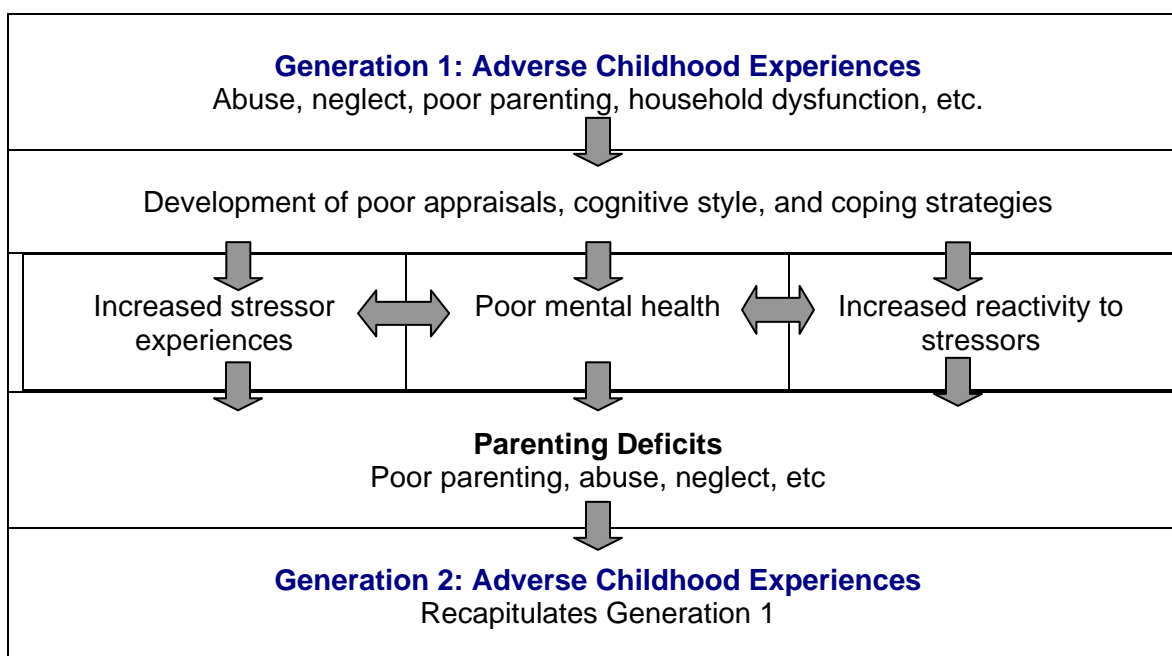 Generation 1: Adverse Childhood Experiences
Abuse, neglect, poor parenting, household dysfunction, etc.
Development of poor appraisals, cognitive style, and coping strategies
Increased stressor
experiences
Poor mental health
Increased reactivity to
stressors
Parenting Deficits
Poor parenting, abuse, neglect, etc
Generation 2: Adverse Childhood Experiences
Recapitulates Generation 1